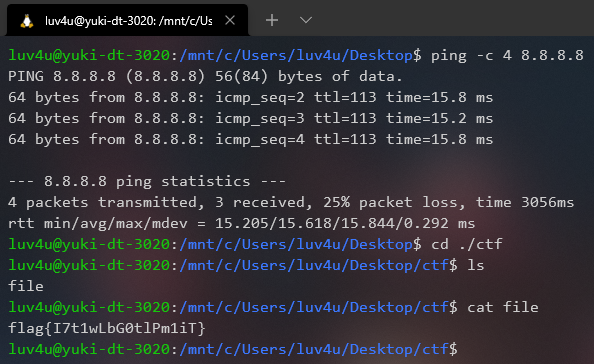 luv4u@yuki-dt-3020: /mnt/c/Us
luv4u@yuki-dt-3020:/mnt/c/Users/luv4u/Desktop$ ping -c 4 8.8.8.8
PING 8.8.8.8 (8.8.8.8) 56(84) bytes of data.
64 bytes from 8.8.8.8: icmp_seq=2 ttl=113 time=15.8 ms
64 bytes from 8.8.8.8: icmp_seq=3 ttl=113 time=15.2 ms
64 bytes from 8.8.8.8: icmp_seq=4 ttl=113 time=15.8 ms
--- 8.8.8.8 ping statistics ---
4 packets transmitted, 3 received, 25% packet loss, time 3056ms
rtt min/avg/max/mdev = 15.205/15.618/15.844/0.292 ms
luv4u@yuki-dt-3020:/mnt/c/Users/luv4u/Desktop$ cd ./ctf
luv4u@yuki-dt-3020:/mnt/c/Users/luv4u/Desktop/ctf$ ls
file
luv4u@yuki-dt-3020:/mnt/c/Users/luv4u/Desktop/ctf$ cat file
flag{I7t1wLbG0tlPm1iT}
luv4u@yuki-dt-3020:/mnt/c/Users/luv4u/Desktop/ctf$